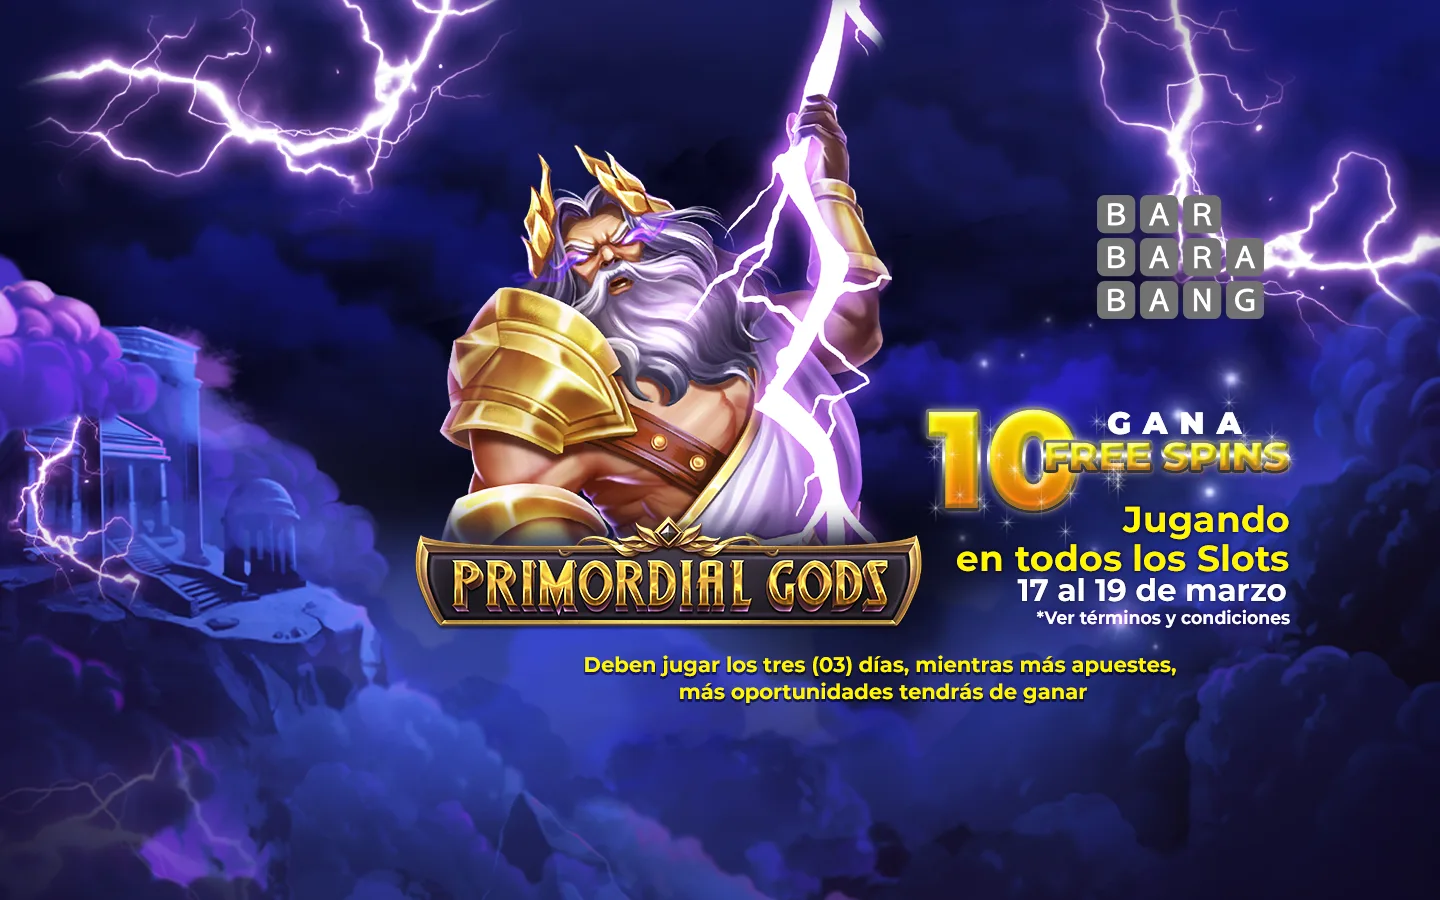 BAR
BARA
BANG
GANA
10 FREE SPINS
Jugando
en todos los Slots
17 al 19 de marzo
*Ver términos y condiciones
PRIMORDIAL GODS
Deben jugar los tres (03) días, mientras más apuestes,
más oportunidades tendrás de ganar